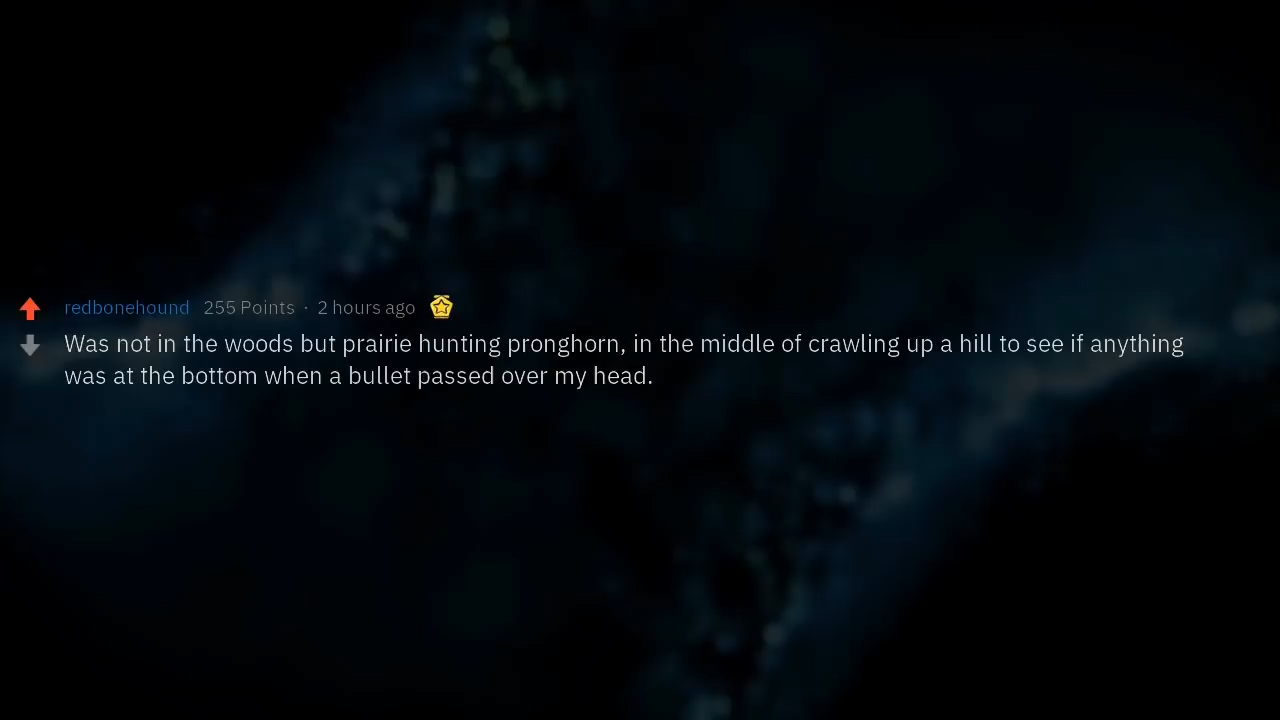 redbonehound 255 Points · 2 hours ago
Was not in the woods but prairie hunting pronghorn, in the middle of crawling up a hill to see if anything
was at the bottom when a bullet passed over my head.